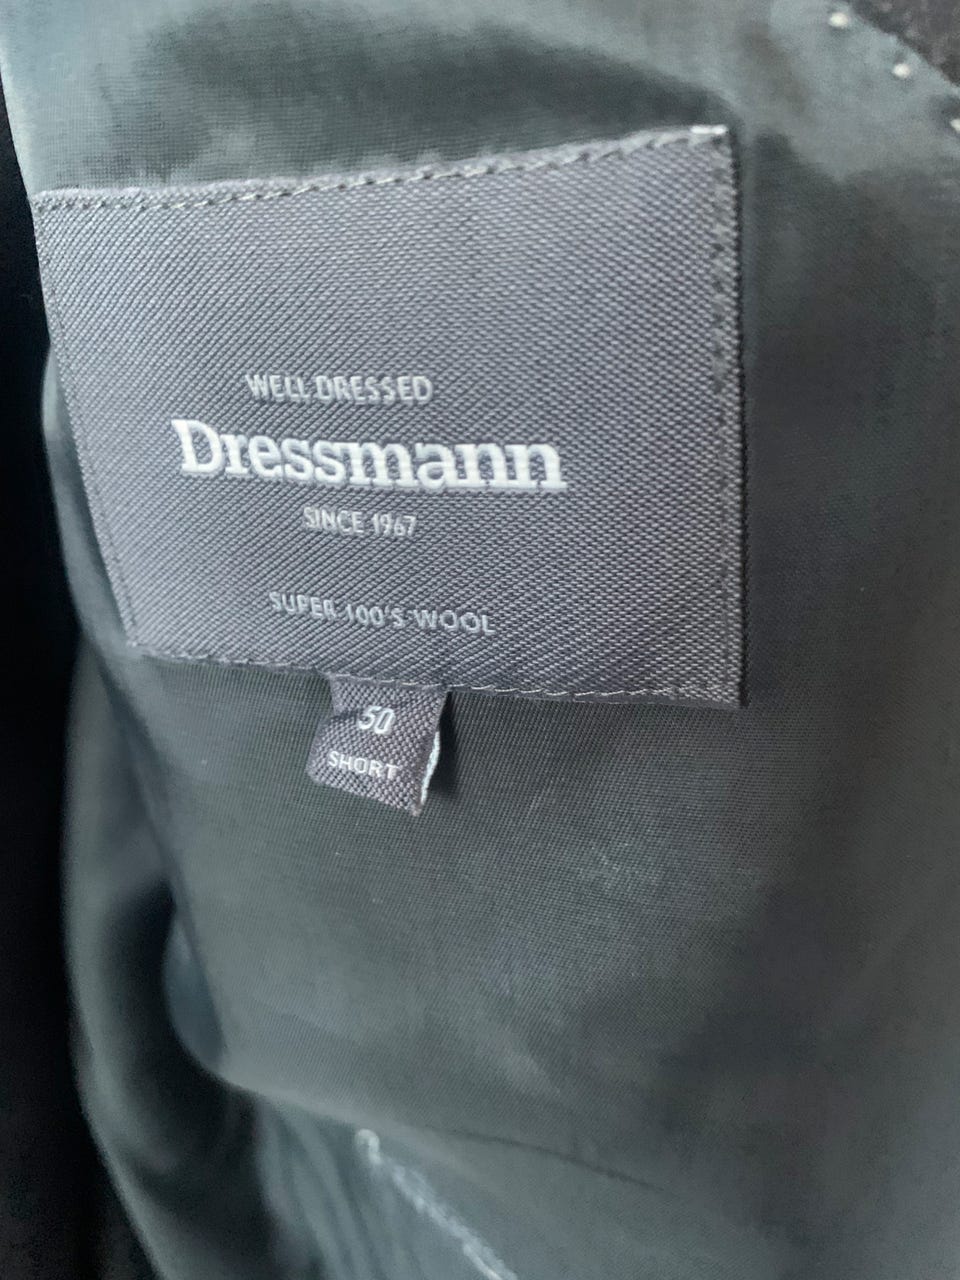 WELL DRESSED
Dressmann
SINCE 1967
SUPER 100'S WOOL
50
SHORT